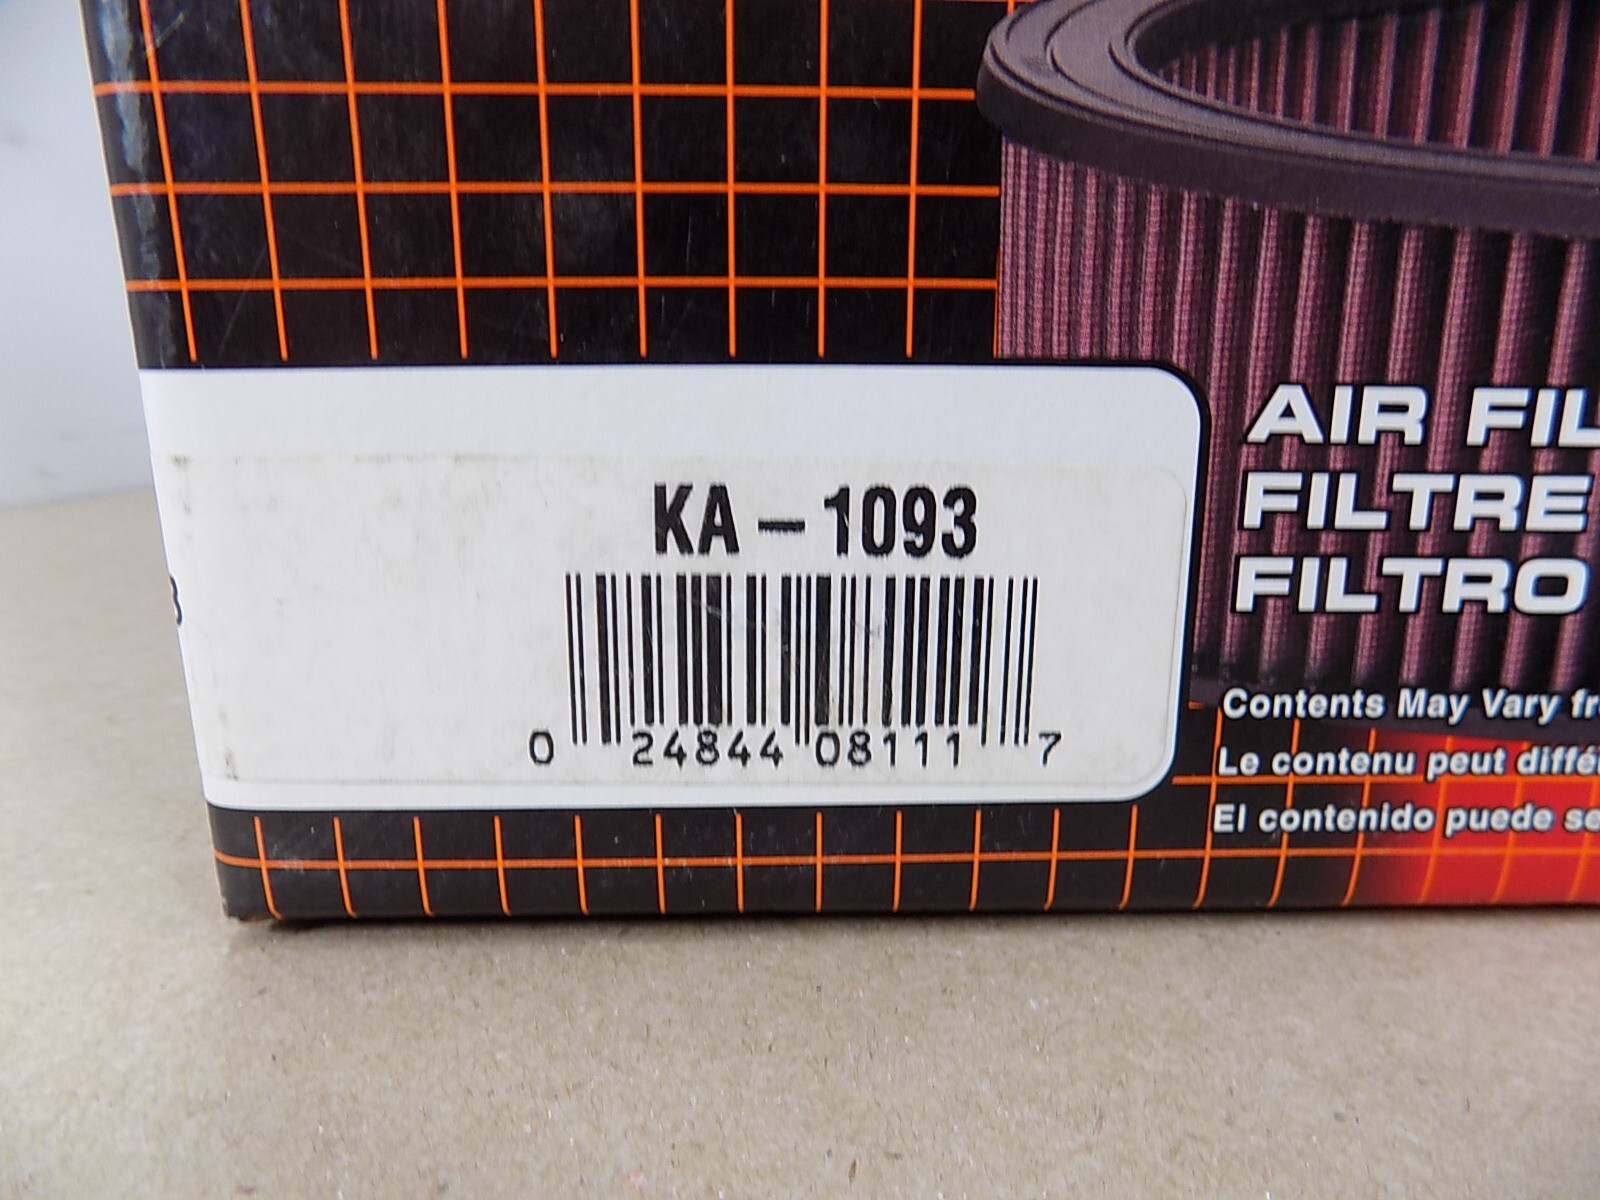 KA – 1093
0 24844 08111 7
AIR FIL
FILTRE
FILTRO
Contents May Vary fr
Le contenu peut différ
El contenido puede se